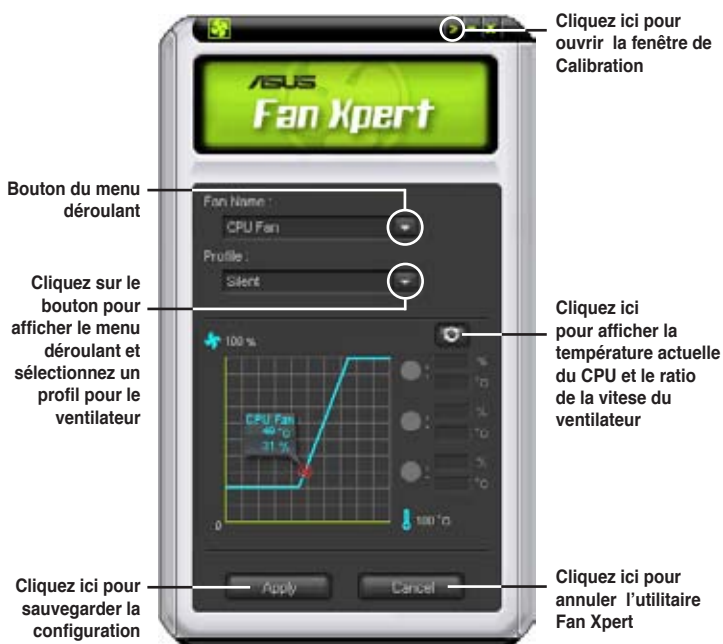 Cliquez ici pour
ouvrir la fenêtre de
Calibration
ASUS
Fan Xpert
Bouton du menu
déroulant
Fan Name :
CPU Fan
Profile :
Silent
Cliquez sur le
bouton pour
afficher le menu
déroulant et
sélectionnez un
profil pour le
ventilateur
Cliquez ici
pour afficher la
température actuelle
du CPU et le ratio
de la vitese du
ventilateur
100 %
CPU Fan
31 %
%
°C
%
°C
%
°C
0
100 °C
Apply
Cancel
Cliquez ici pour
sauvegarder la
configuration
Cliquez ici pour
annuler l'utilitaire
Fan Xpert